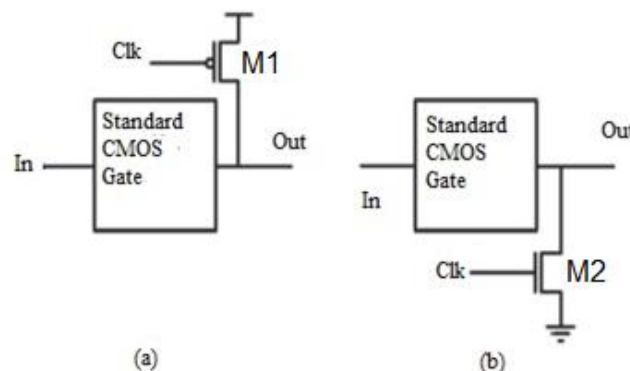 Clk
M1
Standard
CMOS
Gate
In
Out
(a)
Standard
CMOS
Gate
In
Out
Clk
M2
(b)